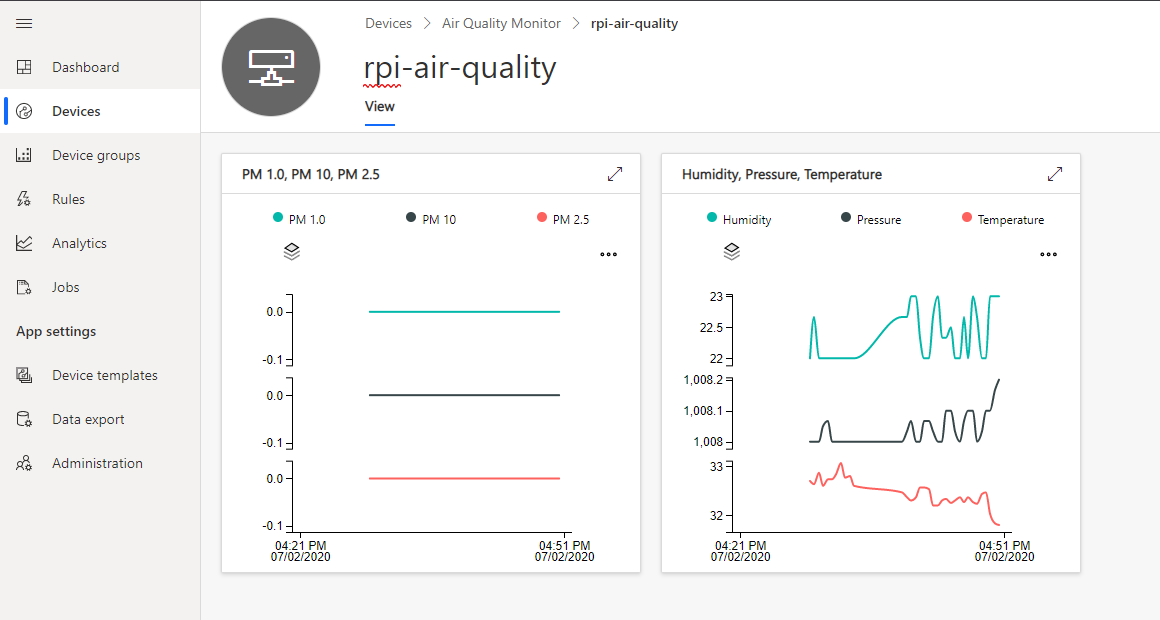 Dashboard
Devices
Device groups
Rules
Analytics
Jobs
App settings
Device templates
Data export
Administration
Devices > Air Quality Monitor > rpi-air-quality
rpi-air-quality
View
PM 1.0, PM 10, PM 2.5
PM 1.0 PM 10 PM 2.5
0.0
-0.1
0.0
-0.1
0.0
-0.1
04:21 PM 04:51 PM
07/02/2020 07/02/2020
Humidity, Pressure, Temperature
Humidity Pressure Temperature
23
22.5
22
1,008.2
1,008.1
1,008
33
32
04:21 PM 04:51 PM
07/02/2020 07/02/2020